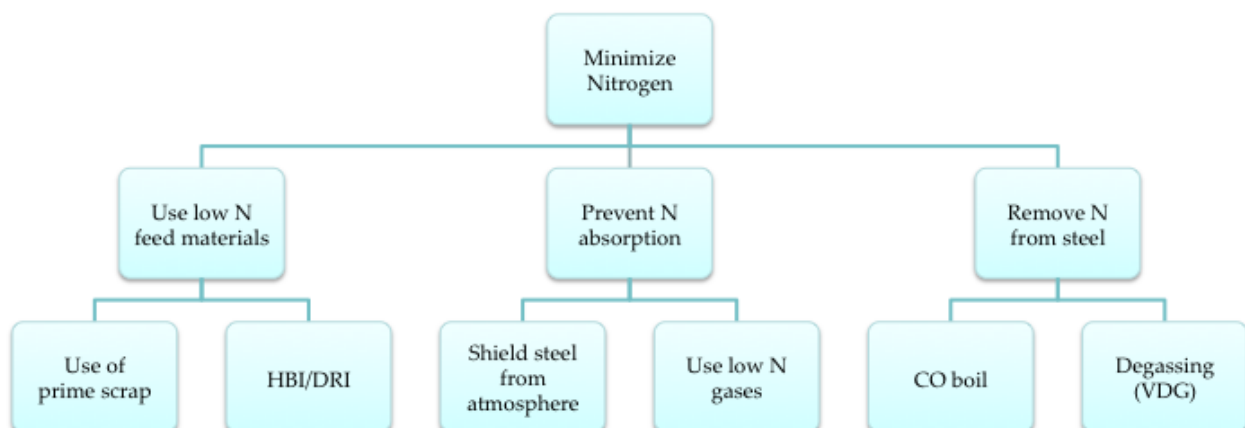 Minimize
Nitrogen
Use low N
feed materials
Prevent N
absorption
Remove N
from steel
Use of
prime scrap
HBI/DRI
Shield steel
from
atmosphere
Use low N
gases
CO boil
Degassing
(VDG)